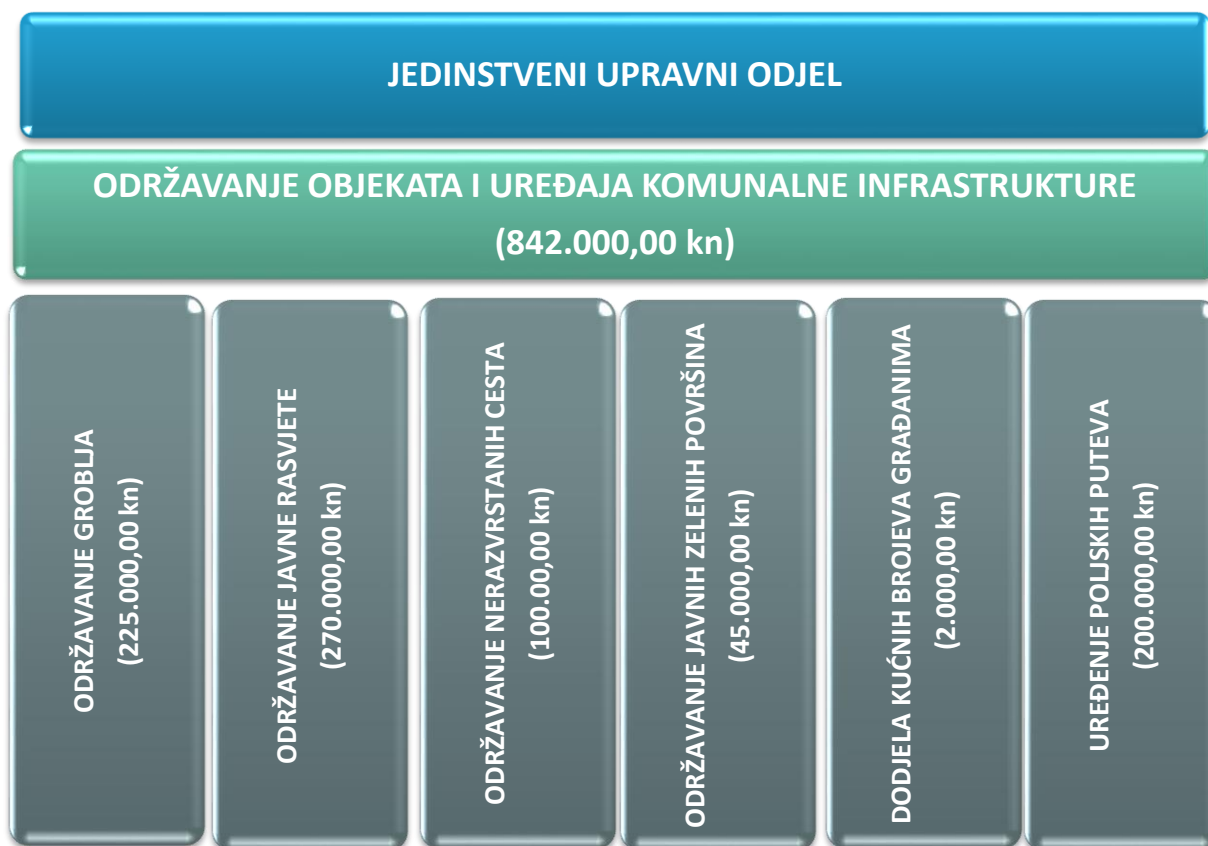 JEDINSTVENI UPRAVNI ODJEL
ODRŽAVANJE OBJEKATA I UREĐAJA KOMUNALNE INFRASTRUKTURE
(842.000,00 kn)
ODRŽAVANJE GROBLJA
(225.000,00 kn)
ODRŽAVANJE JAVNE RASVJETE
(270.000,00 kn)
ODRŽAVANJE NERAZVRSTANIH CESTA
(100.00,00 kn)
ODRŽAVANJE JAVNIH ZELENIH POVRŠINA
(45.000,00 kn)
DODJELA KUĆNIH BROJEVA GRAĐANIMA
(2.000,00 kn)
UREĐENJE POLJSKIH PUTEVA
(200.000,00 kn)